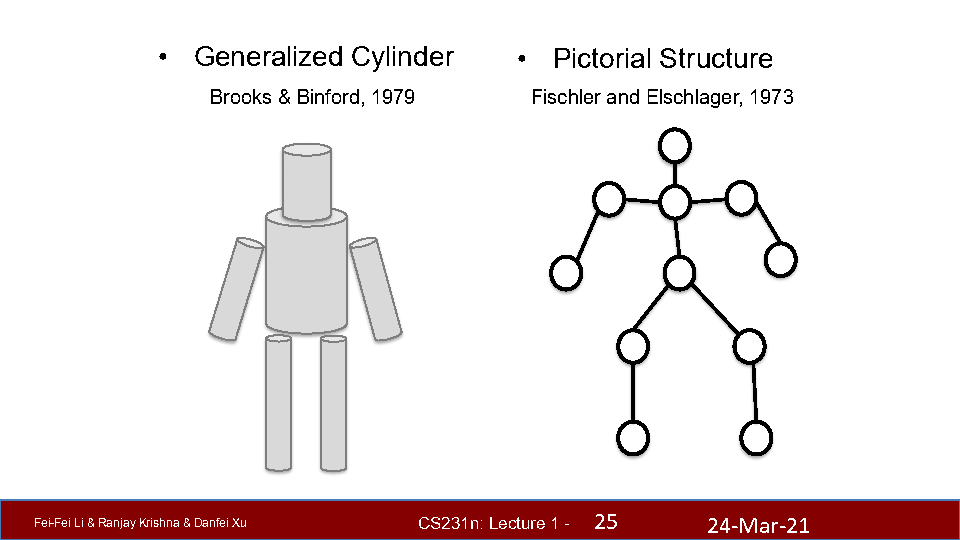 • Generalized Cylinder
Brooks & Binford, 1979
• Pictorial Structure
Fischler and Elschlager, 1973
Fei-Fei Li & Ranjay Krishna & Danfei Xu
CS231n: Lecture 1 -
25
24-Mar-21